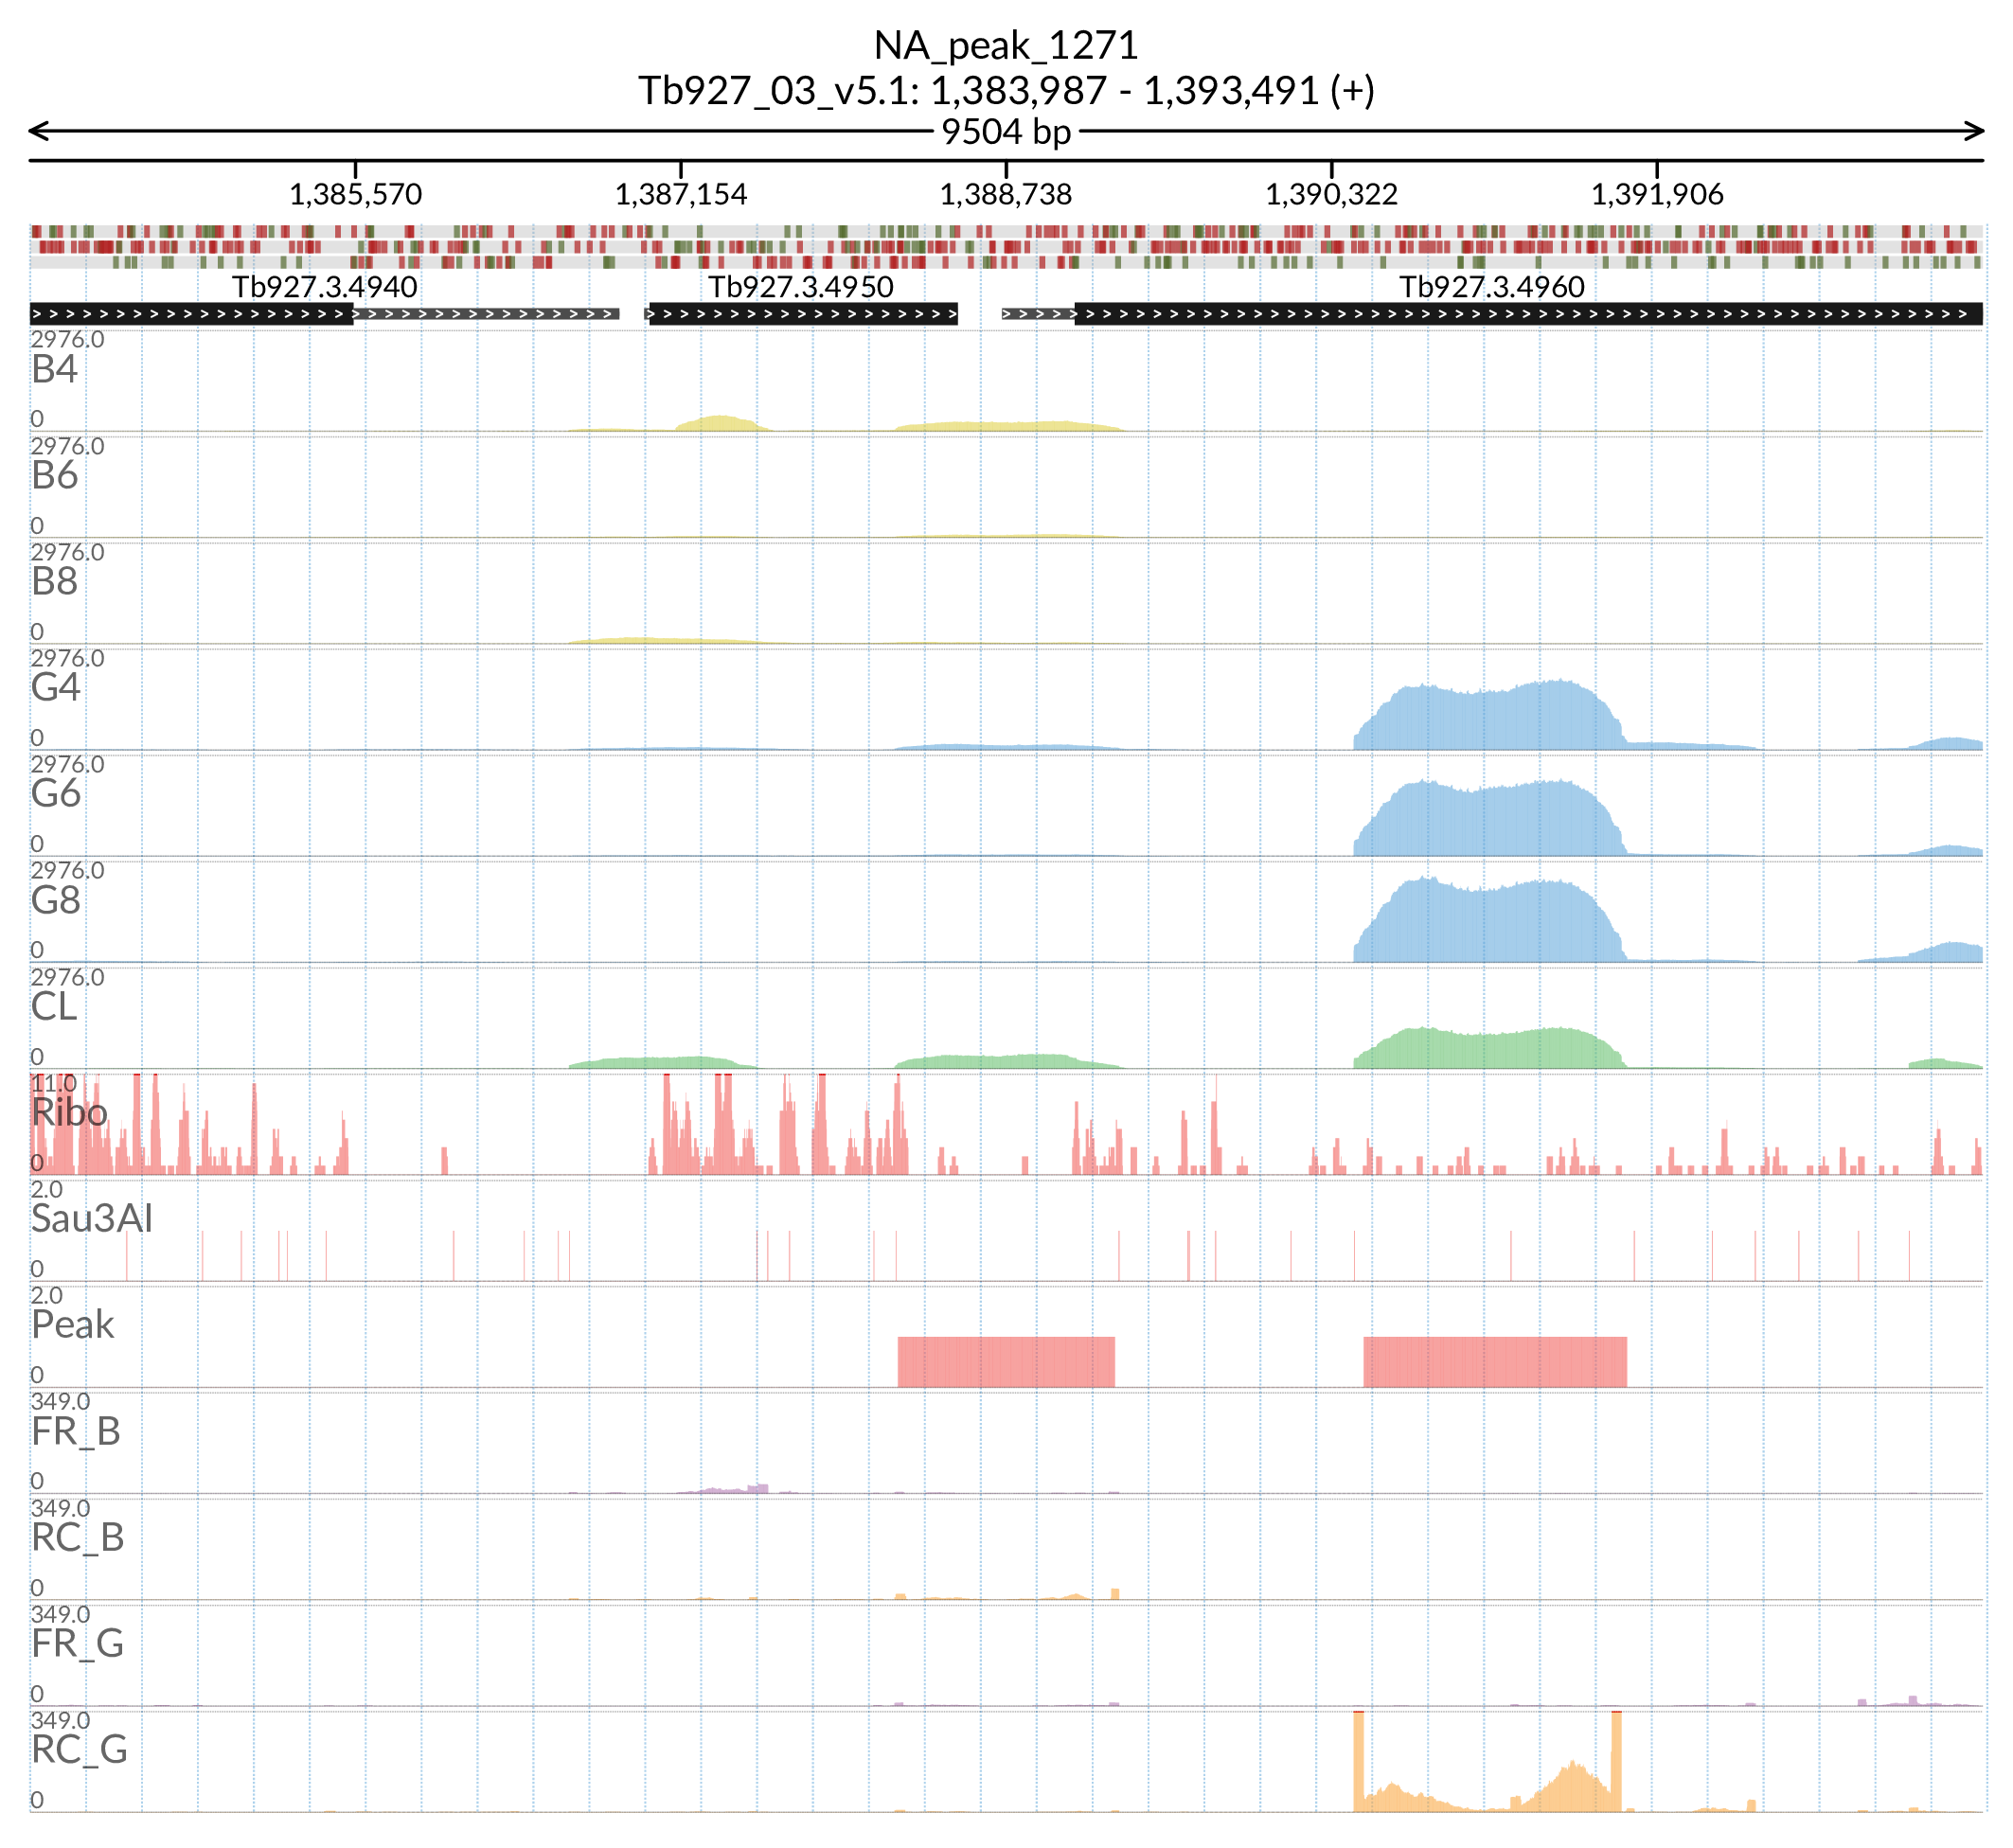 NA_peak_1271
Tb927_03_v5.1: 1,383,987 - 1,393,491 (+)
9504 bp
1,385,570 1,387,154 1,388,738 1,390,322 1,391,906
Tb927.3.4940 Tb927.3.4950 Tb927.3.4960
2976.0
B4
0
2976.0
B6
0
2976.0
B8
0
2976.0
G4
0
2976.0
G6
0
2976.0
G8
0
2976.0
CL
0
11.0
Ribo
0
2.0
Sau3AI
0
2.0
Peak
0
349.0
FR_B
0
349.0
RC_B
0
349.0
FR_G
0
349.0
RC_G
0